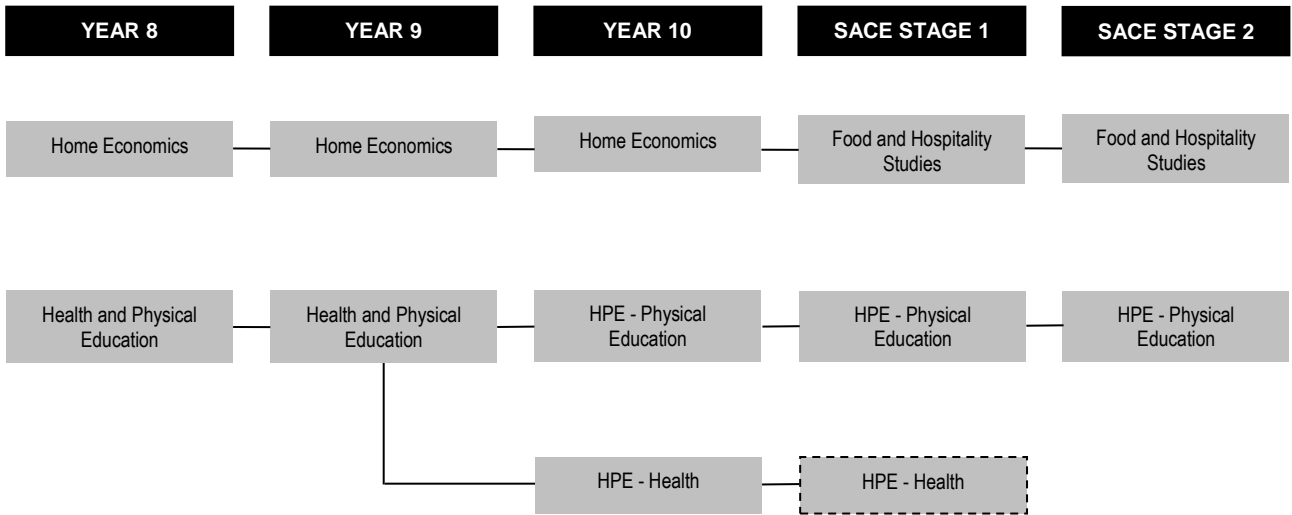 YEAR 8
YEAR 9
YEAR 10
SACE STAGE 1
SACE STAGE 2
Home Economics
Home Economics
Home Economics
Food and Hospitality
Studies
Food and Hospitality
Studies
Health and Physical
Education
Health and Physical
Education
HPE - Physical
Education
HPE - Physical
Education
HPE - Physical
Education
HPE - Health
HPE - Health